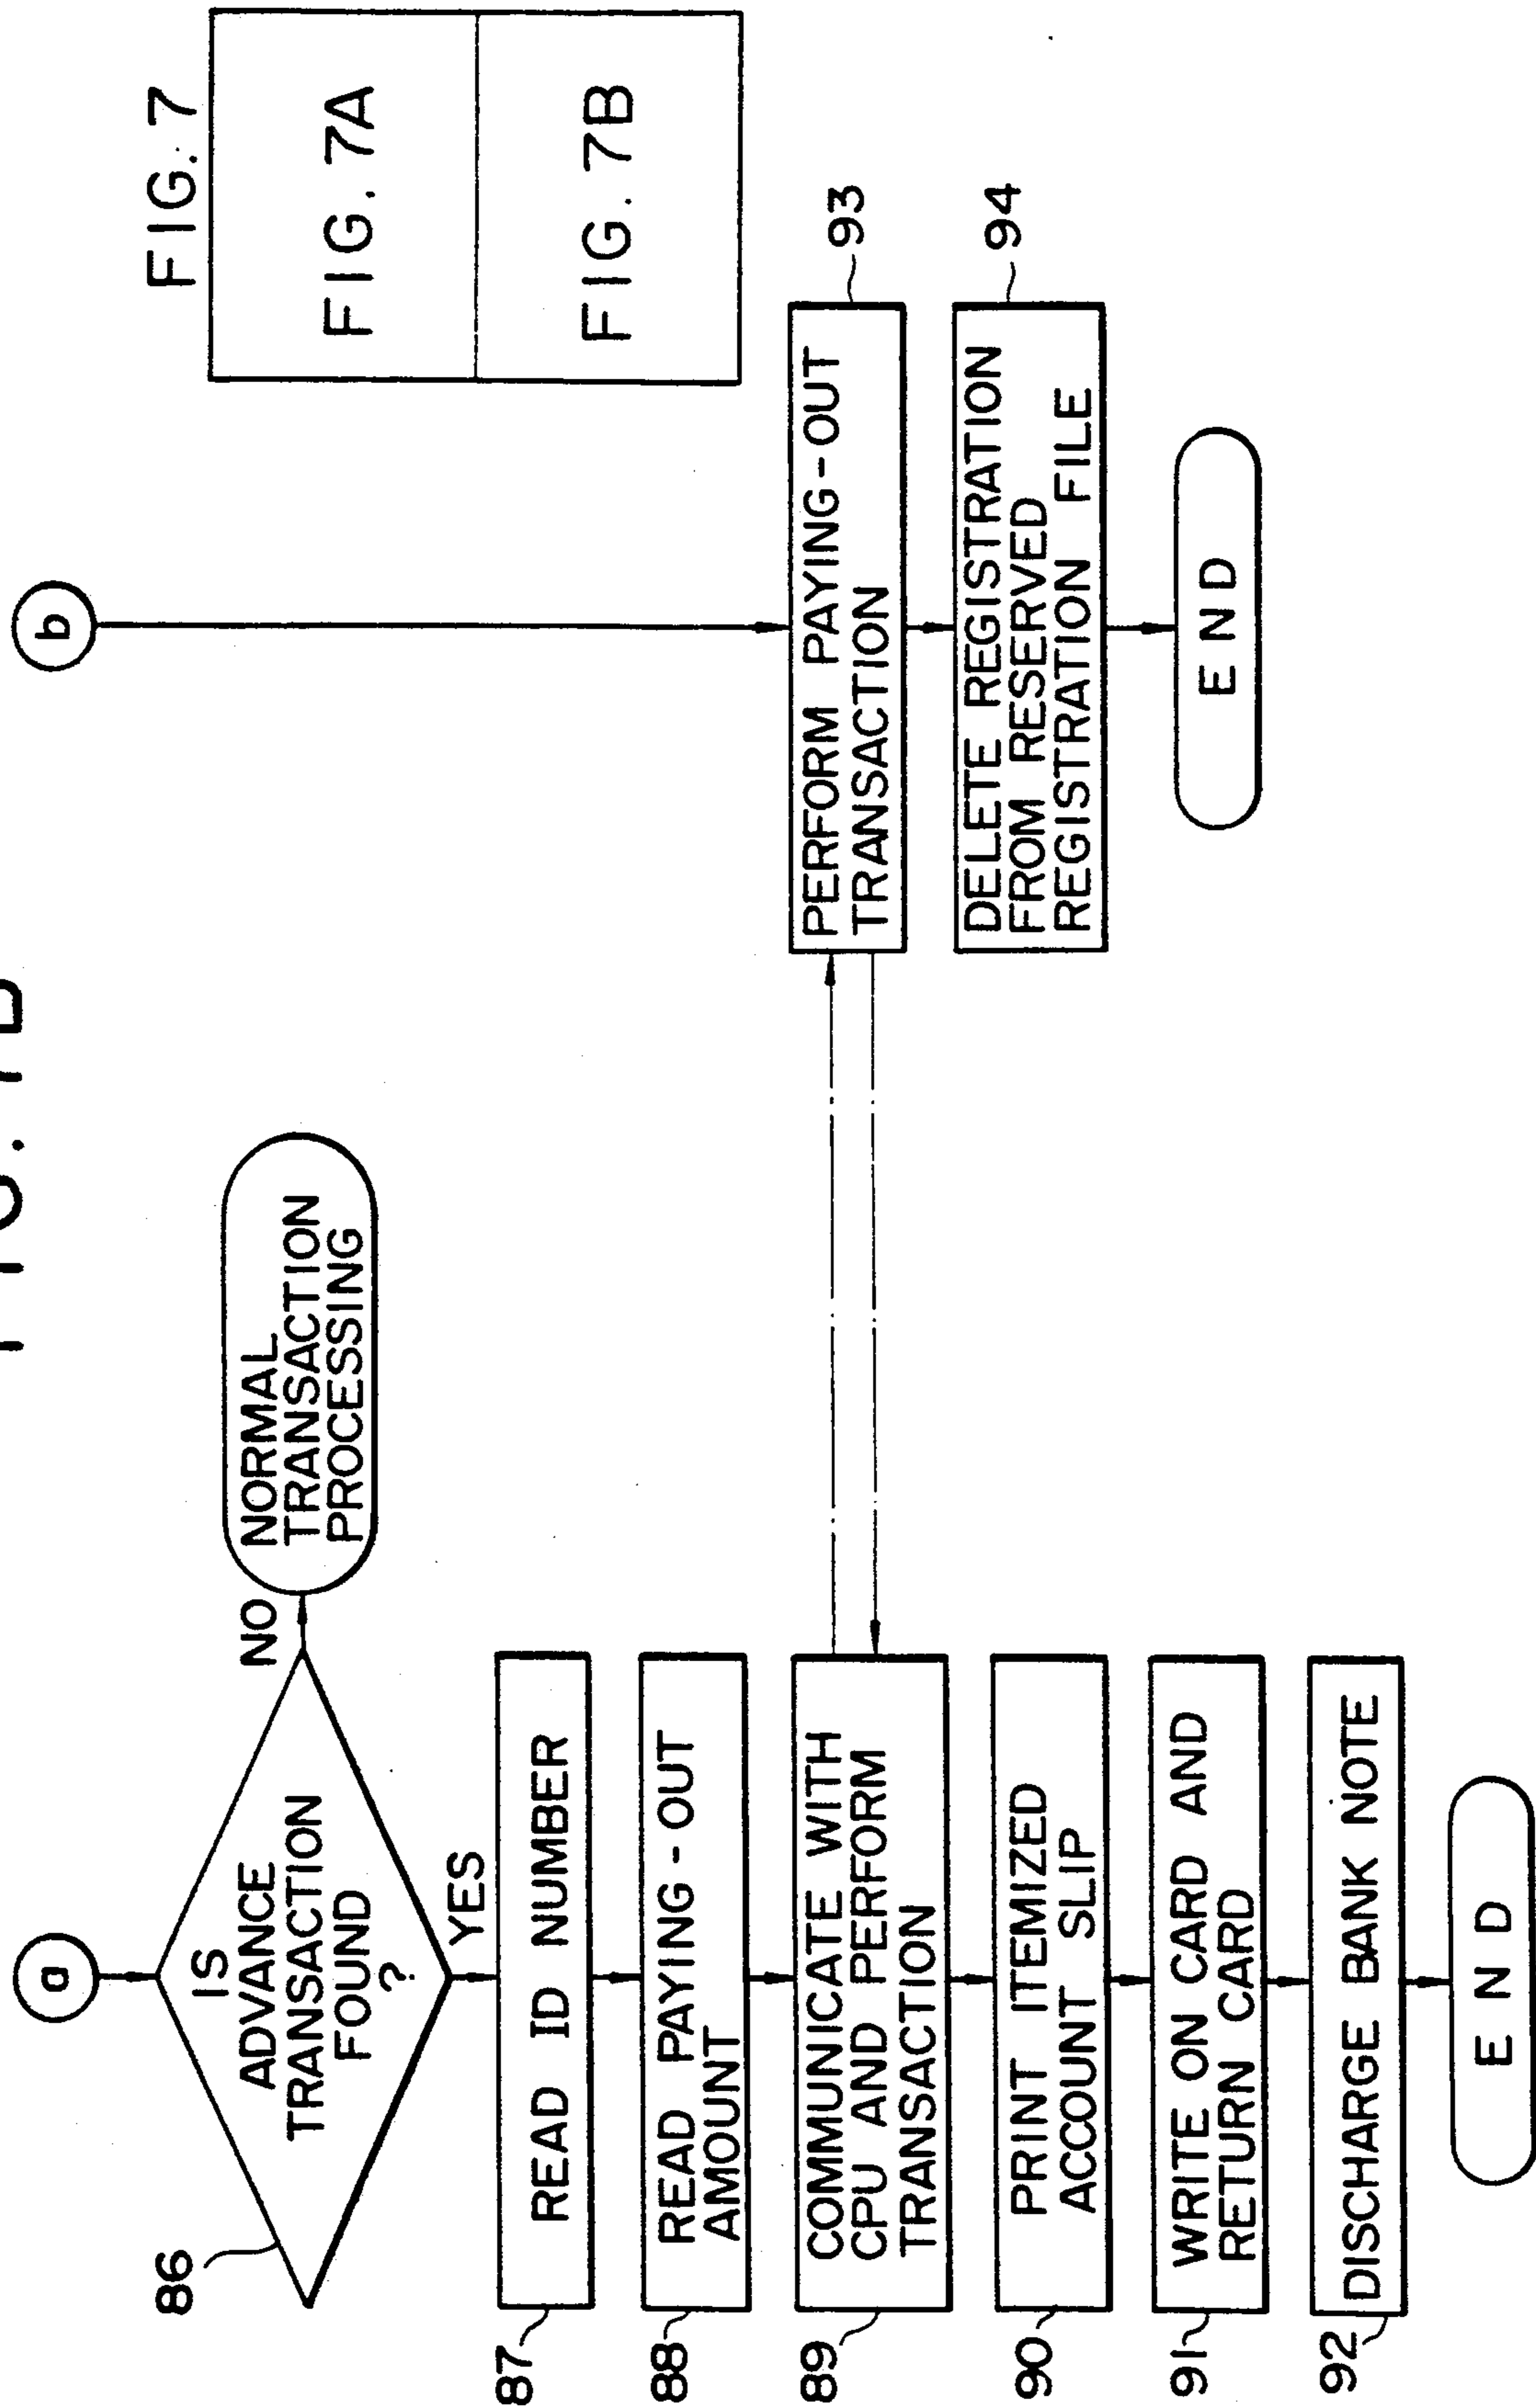 FIG. 7B
FIG. 7
FIG. 7A
FIG. 7B
a
86
IS
ADVANCE
TRANSACTION
FOUND
?
NO
NORMAL
TRANSACTION
PROCESSING
YES
87
READ ID NUMBER
88
READ PAYING-OUT
AMOUNT
89
COMMUNICATE WITH
CPU AND PERFORM
TRANSACTION
90
PRINT ITEMIZED
ACCOUNT SLIP
91
WRITE ON CARD AND
RETURN CARD
92
DISCHARGE BANK NOTE
END
b
93
PERFORM PAYING-OUT
TRANSACTION
94
DELETE REGISTRATION
FROM RESERVED
REGISTRATION FILE
END